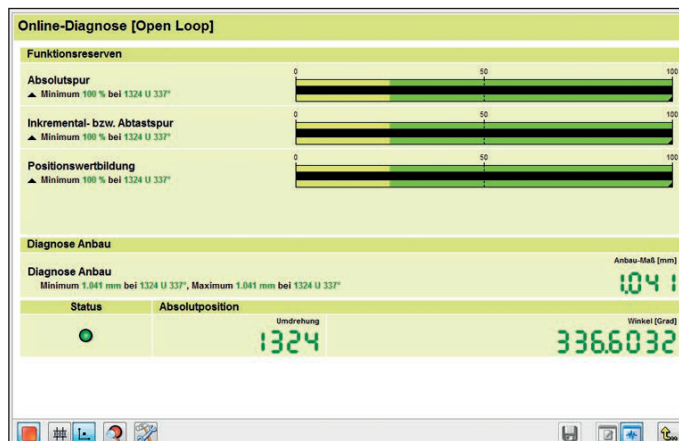 Online-Diagnose [Open Loop]
Funktionsreserven
Absolutspur
0 50 100
Minimum 100 % bei 1324 U 337°
Inkremental- bzw. Abtastspur
0 50 100
Minimum 100 % bei 1324 U 337°
Positionswertbildung
0 50 100
Minimum 100 % bei 1324 U 337°
Diagnose Anbau
Anbau-Maß [mm]
Diagnose Anbau
1.041
Minimum 1.041 mm bei 1324 U 337°, Maximum 1.041 mm bei 1324 U 337°
Status Absolutposition
Umdrehung Winkel [Grad]
1324 336.6032